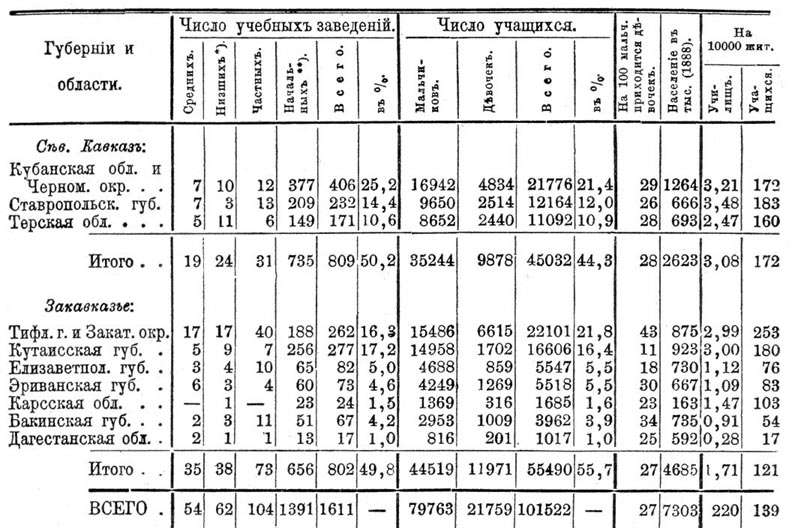 Губерніи и области. | Число учебныхъ заведеній. | Число учащихся. | На 100 мальч. приходится дѣвочекъ. | Населеніе въ тыс. (1888). | На 10000 жит.
Среднихъ. | Низшихъ *). | Частныхъ. | Началь- ныхъ **). | Всего. | въ %. | Мальчи- ковъ. | Дѣвочекъ. | Всего | въ %. | Учи- лищъ. | Уча- щихся.
Сѣв. Кавказъ:
Кубанская обл. и
Черном. окр. . . 7 10 12 377 406 25,2 16942 4834 21776 21,4 29 1264 3,21 172
Ставропольск. губ. 7 3 13 209 232 14,4 9650 2514 12164 12,0 26 666 3,48 183
Терская обл. . . . . 5 11 6 149 171 10,6 8652 2440 11092 10,9 28 693 2,47 160
Итого . . 19 24 31 735 809 50,2 35244 9878 45032 44,3 28 2623 3,08 172
Закавказье:
Тифл. г. и Закат. окр. 17 17 40 188 262 16,3 15486 6615 22101 21,8 43 875 2,99 253
Кутаисская губ. . 5 9 7 256 277 17,2 14958 1702 16606 16,4 11 923 3,00 180
Елизаветпол. губ. . 3 4 10 65 82 5,0 4688 859 5547 5,5 18 730 1,12 76
Эриванская губ. . 6 3 4 60 73 4,6 4249 1269 5518 5,5 30 667 1,09 83
Карсская обл. . . — 1 — 23 24 1,5 1369 316 1685 1,6 23 163 1,47 103
Бакинская губ. . . 2 3 11 51 67 4,2 2953 1009 3962 3,9 34 735 0,91 54
Дагестанская обл. . 2 1 1 13 17 1,0 816 201 1017 1,0 25 592 0,28 17
Итого . . 35 38 73 656 802 49,8 44519 11971 55490 55,7 27 4685 1,71 121
ВСЕГО . 54 62 104 1391 1611 — 79763 21759 101522 — 27 7303 220 139